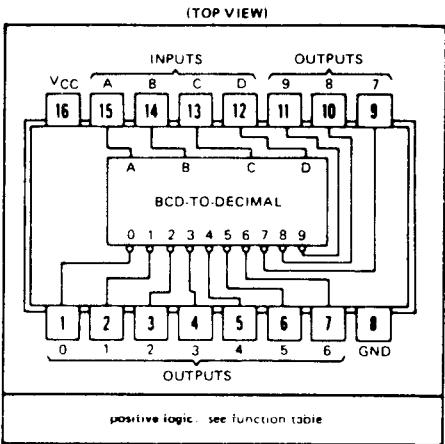 (TOP VIEW)
INPUTS OUTPUTS
VCC A B C D 9 8 7
16 15 14 13 12 11 10 9
A B C D
BCD-TO-DECIMAL
0 1 2 3 4 5 6 7 8 9
1 2 3 4 5 6 7 8
0 1 2 3 4 5 6 GND
OUTPUTS
positive logic. see function table